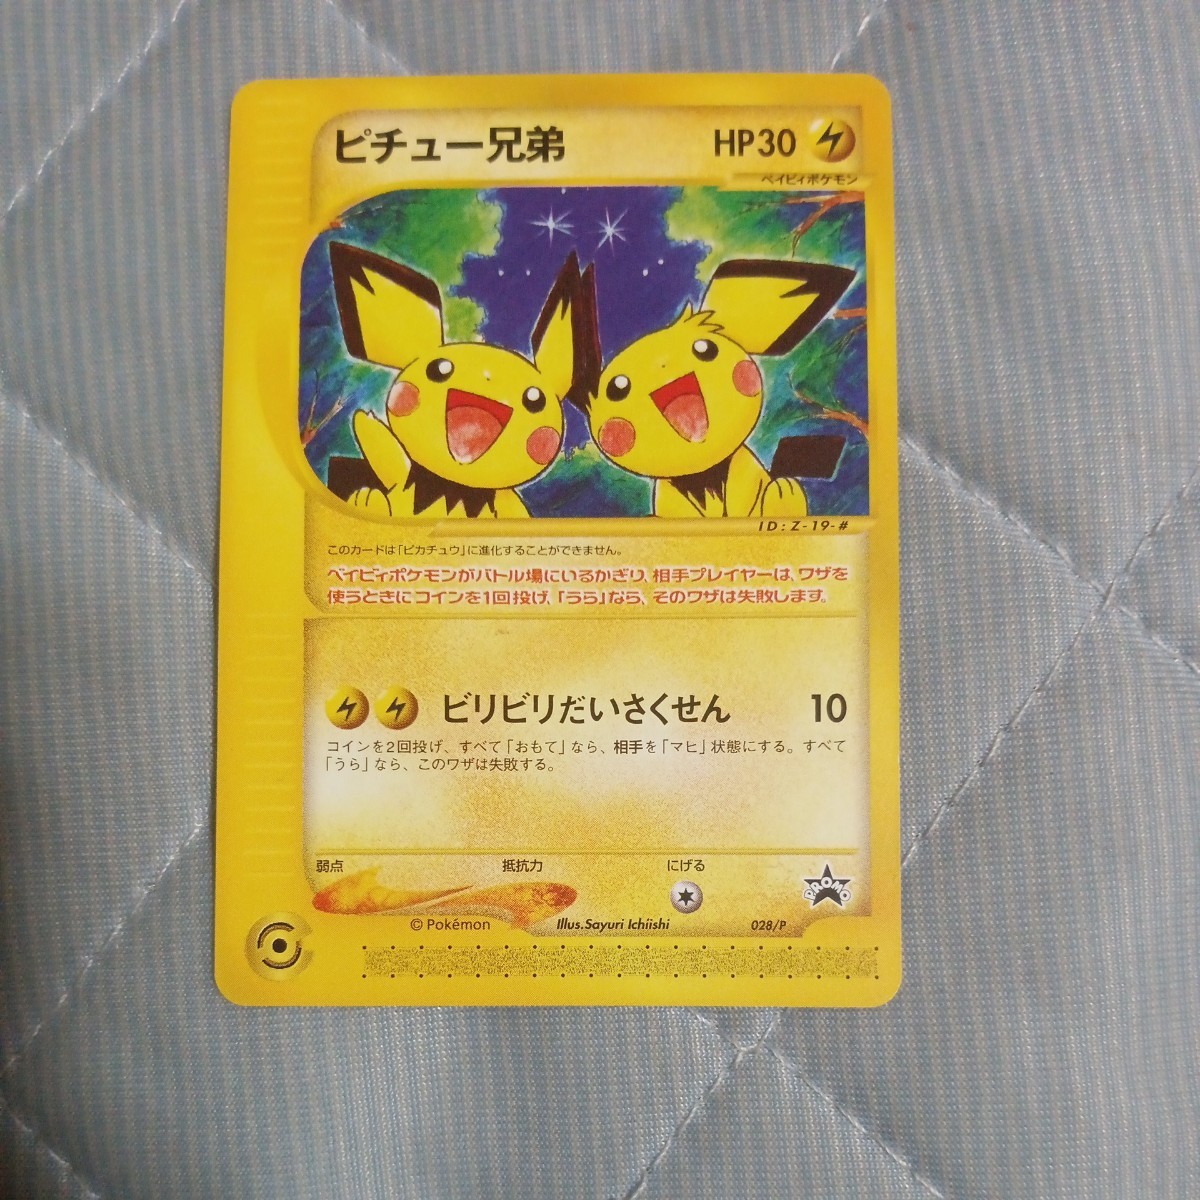 ピチュー兄弟 HP30
ベイビィポケモン
ID:Z-19-#
このカードは「ピカチュウ」に進化することができません。
ベイビィポケモンがバトル場にいるかぎり、相手プレイヤーは、ワザを
使うときにコインを1回投げ、「うら」なら、そのワザは失敗します。
ビリビリだいさくせん 10
コインを2回投げ、すべて「おもて」なら、相手を「マヒ」状態にする。すべて
「うら」なら、このワザは失敗する。
弱点 抵抗力 にげる
PROMO
© Pokémon Illus.Sayuri Ichiishi 028/P